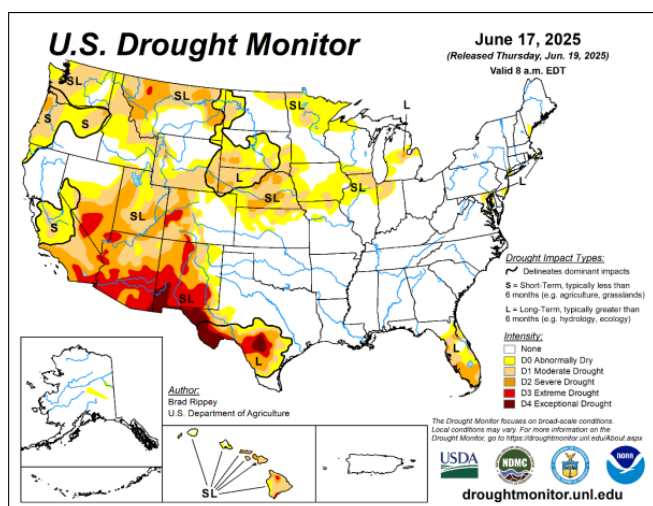 U.S. Drought Monitor
June 17, 2025
(Released Thursday, Jun. 19, 2025)
Valid 8 a.m. EDT
SL
SL
SL
L
S
S
L
SL
SL
L
S
SL
SL
L
L
Drought Impact Types:
Delineates dominant impacts
S = Short-Term, typically less than
6 months (e.g. agriculture, grasslands)
L = Long-Term, typically greater than
6 months (e.g. hydrology, ecology)
Intensity:
None
D0 Abnormally Dry
D1 Moderate Drought
D2 Severe Drought
D3 Extreme Drought
D4 Exceptional Drought
Author:
Brad Rippey
U.S. Department of Agriculture
SL
The Drought Monitor focuses on broad-scale conditions.
Local conditions may vary. For more information on the
Drought Monitor, go to https://droughtmonitor.unl.edu/About.aspx
USDA
NDMC
noaa
droughtmonitor.unl.edu